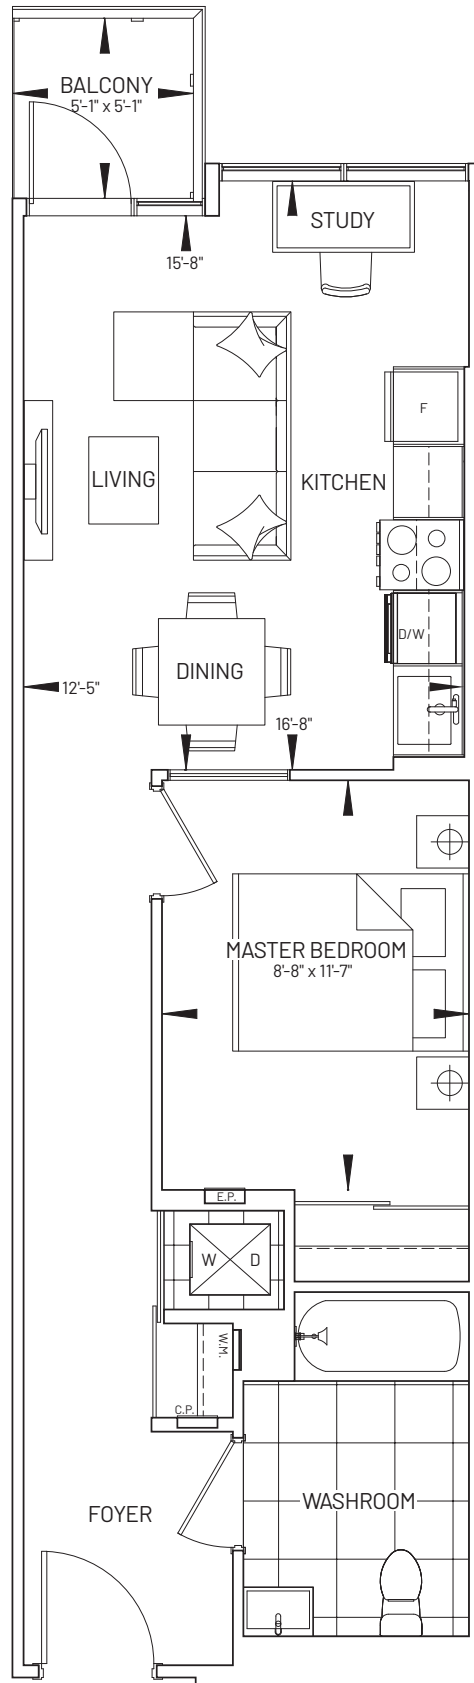 BALCONY
5'-1" x 5'-1"
STUDY
15'-8"
F
LIVING
KITCHEN
D/W
DINING
12'-5"
16'-8"
MASTER BEDROOM
8'-8" x 11'-7"
E.P.
W D
W.M.
C.P.
FOYER
WASHROOM